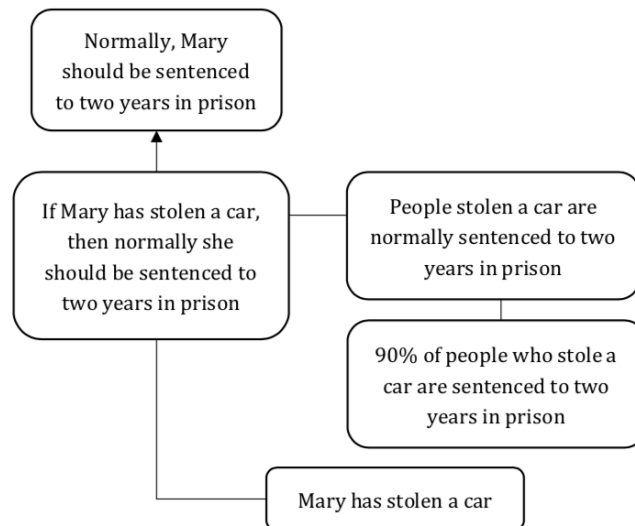 Normally, Mary
should be sentenced
to two years in prison
If Mary has stolen a car,
then normally she
should be sentenced to
two years in prison
People stolen a car are
normally sentenced to two
years in prison
90% of people who stole a
car are sentenced to two
years in prison
Mary has stolen a car